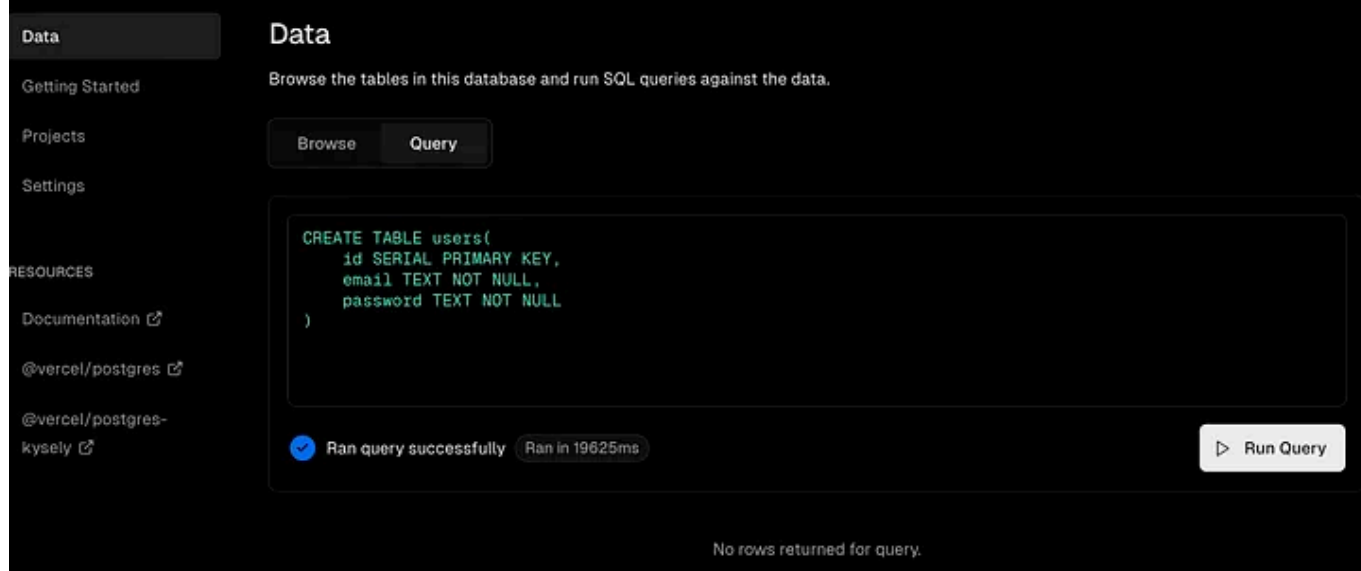 Data
Getting Started
Projects
Settings
RESOURCES
Documentation
@vercel/postgres
@vercel/postgres-
kysely
Data
Browse the tables in this database and run SQL queries against the data.
Browse Query
CREATE TABLE users(
    id SERIAL PRIMARY KEY,
    email TEXT NOT NULL,
    password TEXT NOT NULL
)
Ran query successfully Ran in 19625ms
Run Query
No rows returned for query.